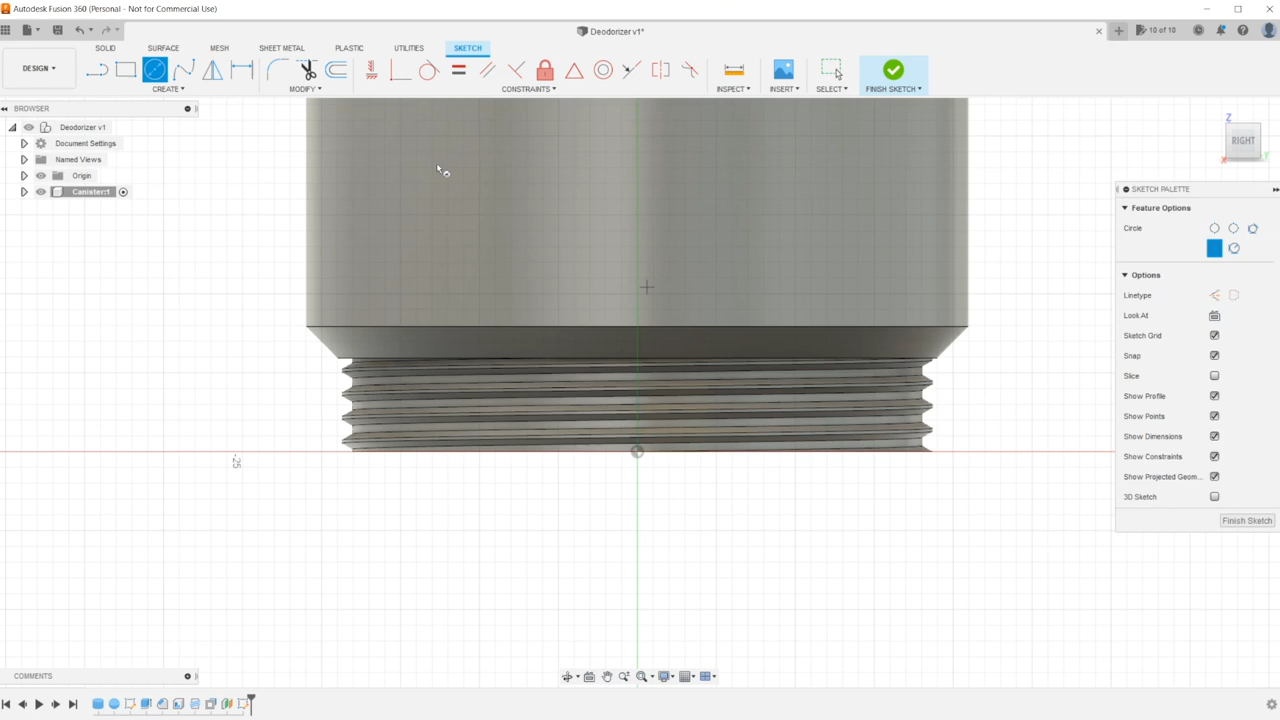 Autodesk Fusion 360 (Personal - Not for Commercial Use)
Deodorizer v1*
10 of 10
SOLID
SURFACE
MESH
SHEET METAL
PLASTIC
UTILITIES
SKETCH
DESIGN
CREATE
MODIFY
CONSTRAINTS
INSPECT
INSERT
SELECT
FINISH SKETCH
BROWSER
Deodorizer v1
Document Settings
Named Views
Origin
Canister:1
Z
RIGHT
X
Y
SKETCH PALETTE
Feature Options
Circle
Options
Linetype
Look At
Sketch Grid
Snap
Slice
Show Profile
Show Points
Show Dimensions
Show Constraints
Show Projected Geom...
3D Sketch
Finish Sketch
-25
COMMENTS